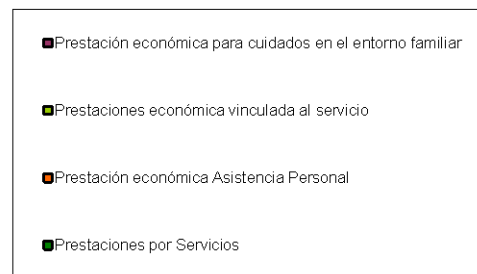 Prestación económica para cuidados en el entorno familiar
Prestaciones económica vinculada al servicio
Prestación económica Asistencia Personal
Prestaciones por Servicios